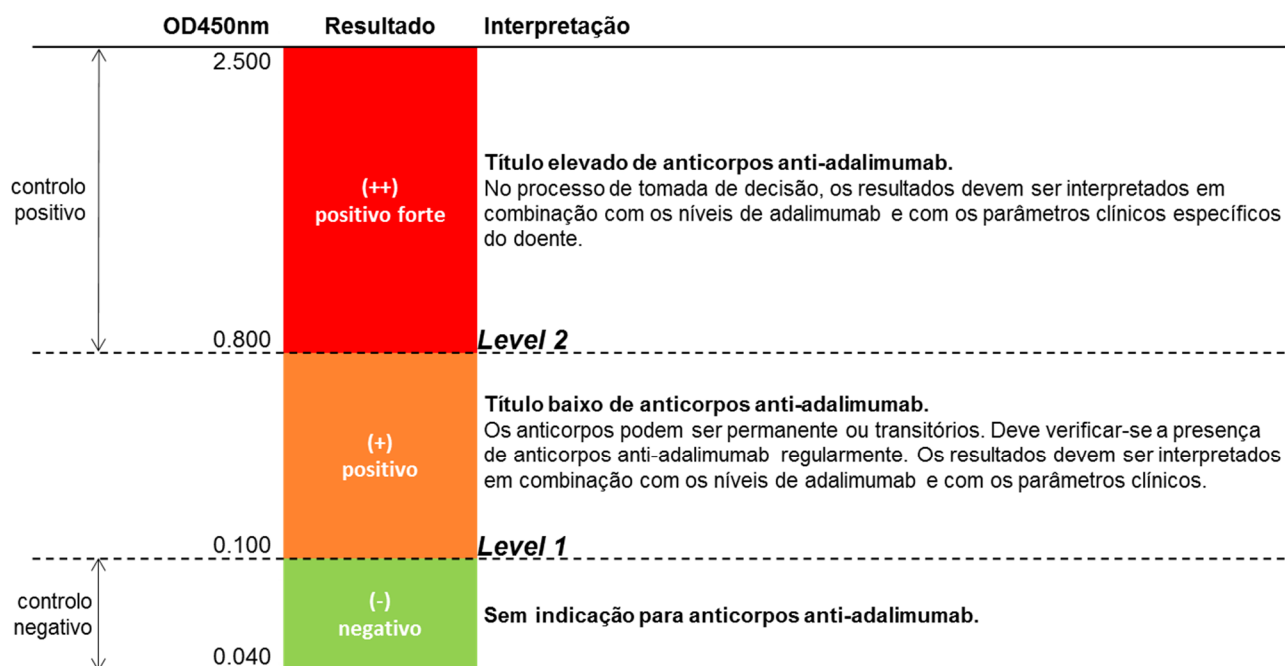 OD450nm Resultado Interpretação
2.500
Título elevado de anticorpos anti-adalimumab.
controlo
positivo
(++)
positivo forte
No processo de tomada de decisão, os resultados devem ser interpretados em
combinação com os níveis de adalimumab e com os parâmetros clínicos específicos
do doente.
0.800 Level 2
Título baixo de anticorpos anti-adalimumab.
(+)
positivo
Os anticorpos podem ser permanente ou transitórios. Deve verificar-se a presença
de anticorpos anti-adalimumab regularmente. Os resultados devem ser interpretados
em combinação com os níveis de adalimumab e com os parâmetros clínicos.
0.100 Level 1
controlo
negativo
(-)
negativo
Sem indicação para anticorpos anti-adalimumab.
0.040